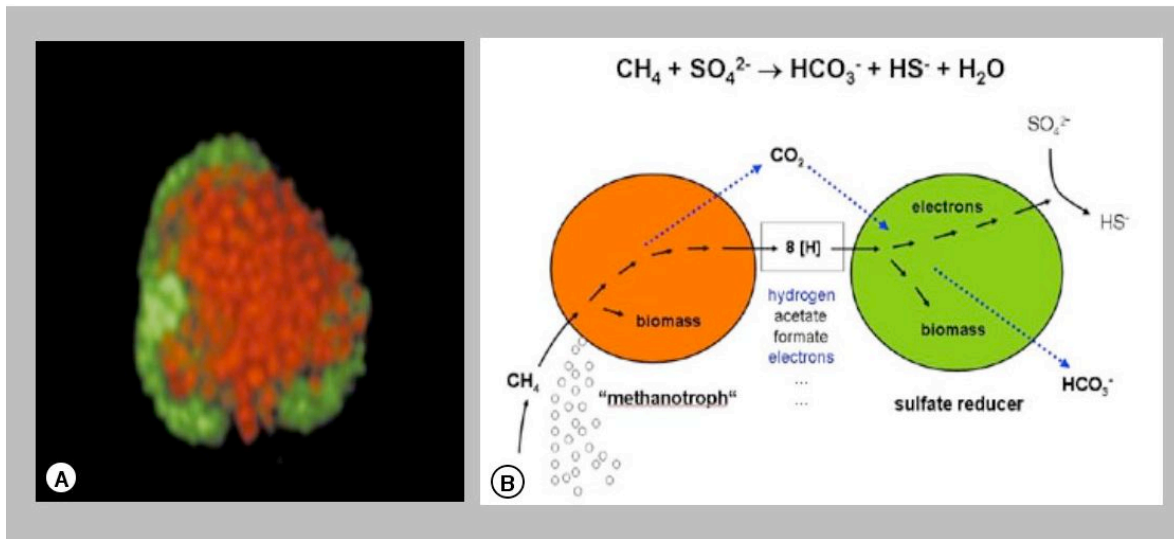 CH₄ + SO₄²⁻ → HCO₃⁻ + HS⁻ + H₂O
SO₄²⁻
CO₂
electrons
HS⁻
8 [H]
hydrogen
acetate
formate
electrons
...
...
biomass
biomass
CH₄
"methanotroph"
sulfate reducer
HCO₃⁻
A
B